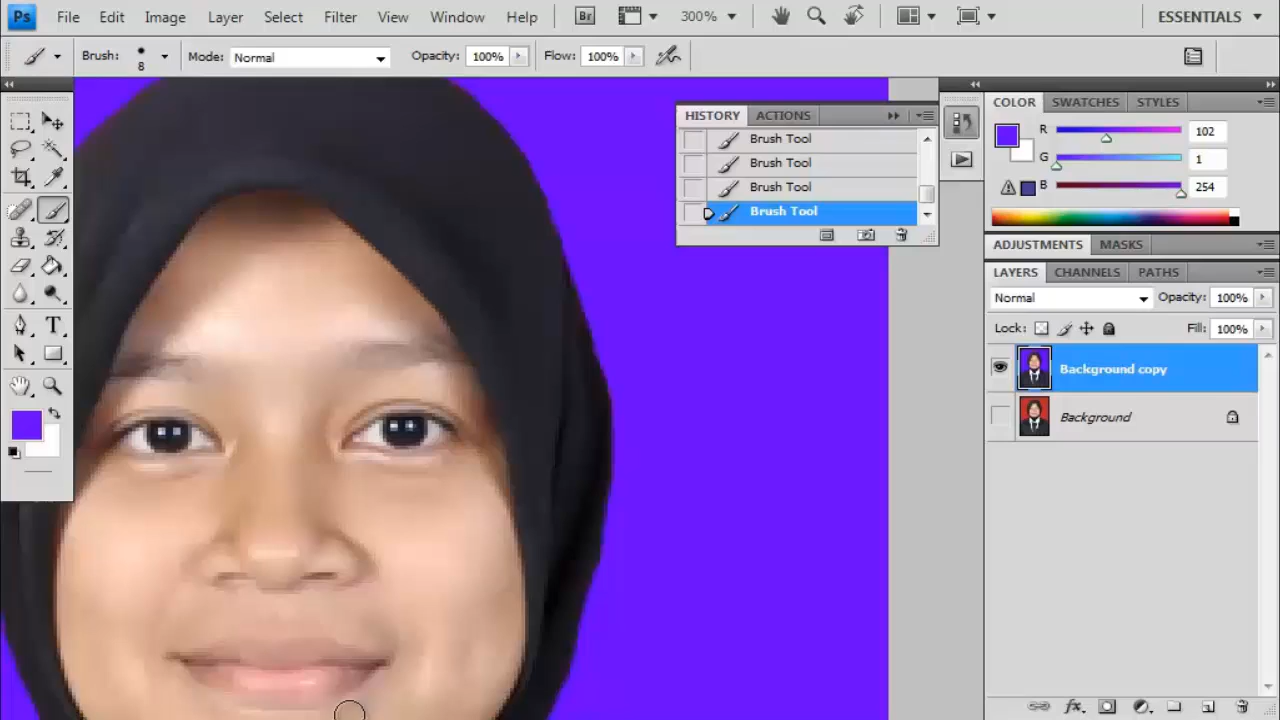 Ps File Edit Image Layer Select Filter View Window Help Br 300% ESSENTIALS
Brush: 8 Mode: Normal Opacity: 100% Flow: 100%
HISTORY ACTIONS
Brush Tool
Brush Tool
Brush Tool
Brush Tool
COLOR SWATCHES STYLES
R 102
G 1
B 254
ADJUSTMENTS MASKS
LAYERS CHANNELS PATHS
Normal Opacity: 100%
Lock: Fill: 100%
Background copy
Background
T
fx